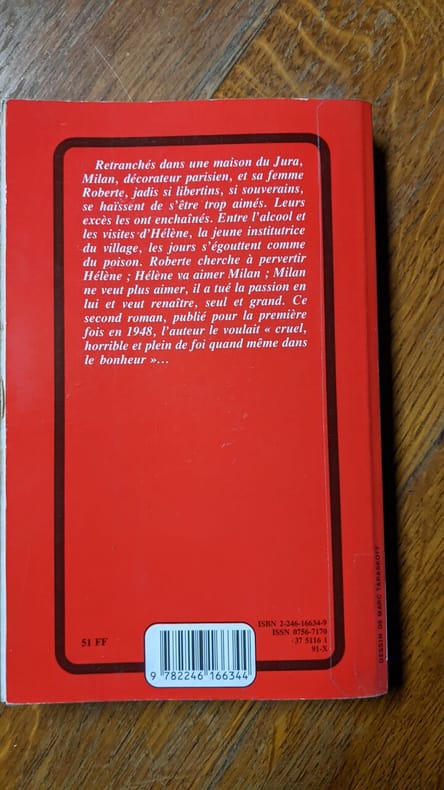 Retranchés dans une maison du Jura,
Milan, décorateur parisien, et sa femme
Roberte, jadis si libertins, si souverains,
se haïssent de s'être trop aimés. Leurs
excès les ont enchaînés. Entre l'alcool et
les visites d'Hélène, la jeune institutrice
du village, les jours s'égouttent comme
du poison. Roberte cherche à pervertir
Hélène ; Hélène va aimer Milan ; Milan
ne veut plus aimer, il a tué la passion en
lui et veut renaître, seul et grand. Ce
second roman, publié pour la première
fois en 1948, l'auteur le voulait « cruel,
horrible et plein de foi quand même dans
le bonheur »...
ISBN 2-246-16634-9
ISSN 0756-7170
37 5116 1
91-X
51 FF
9 782246 166344
DESSIN DE MARC TARASKOFF